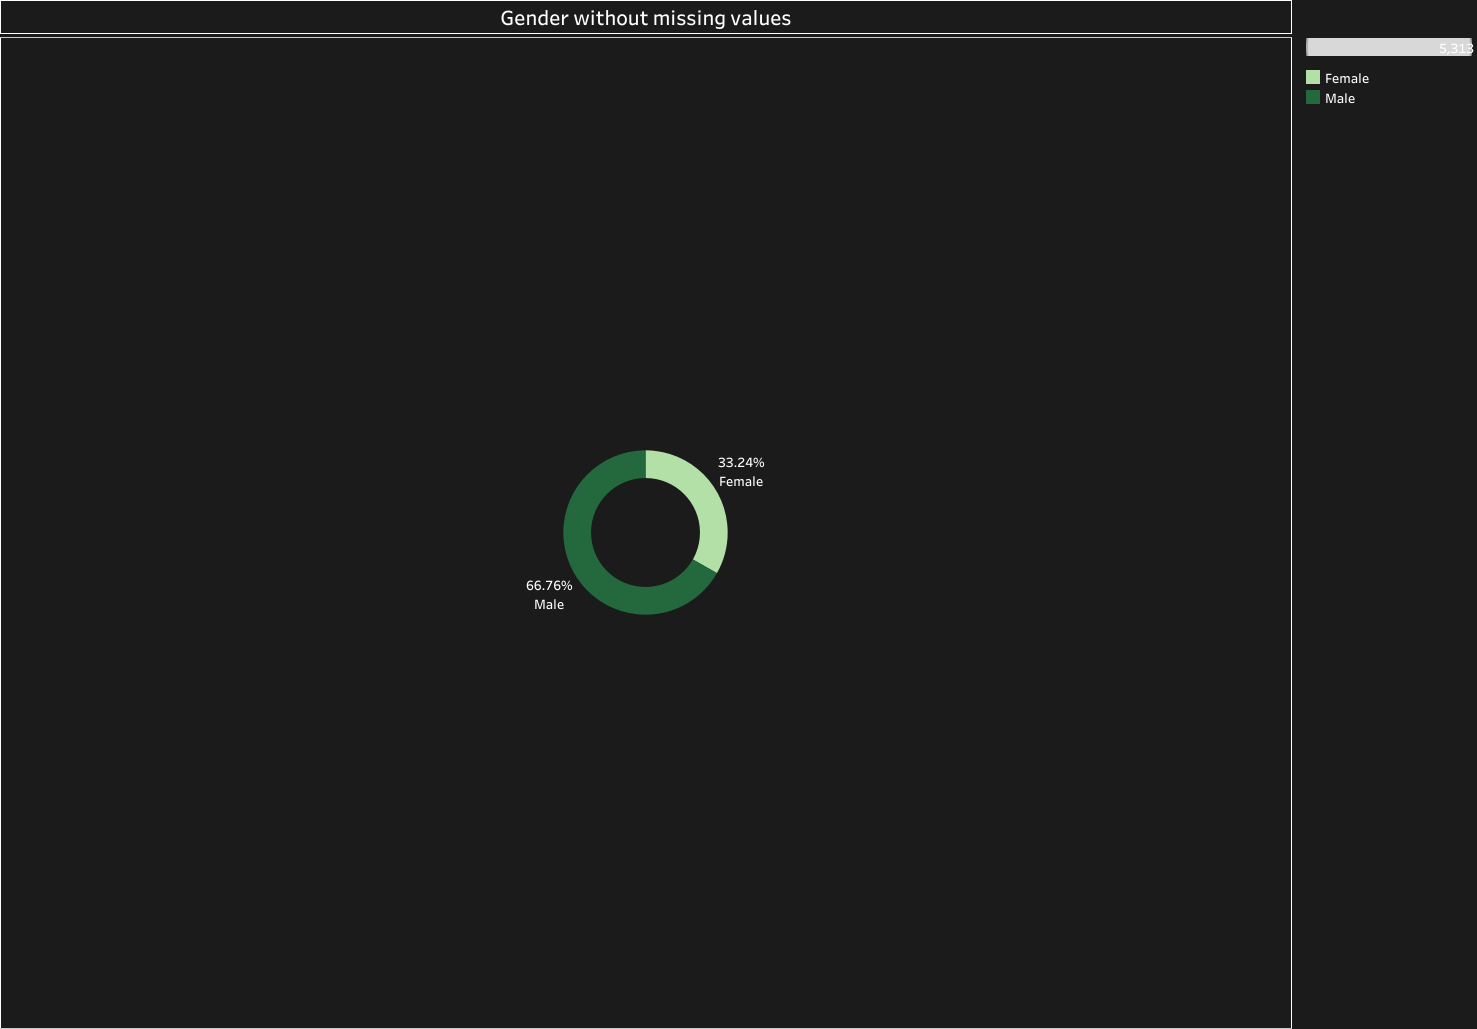 Gender without missing values
5,313
Female
Male
33.24%
Female
66.76%
Male